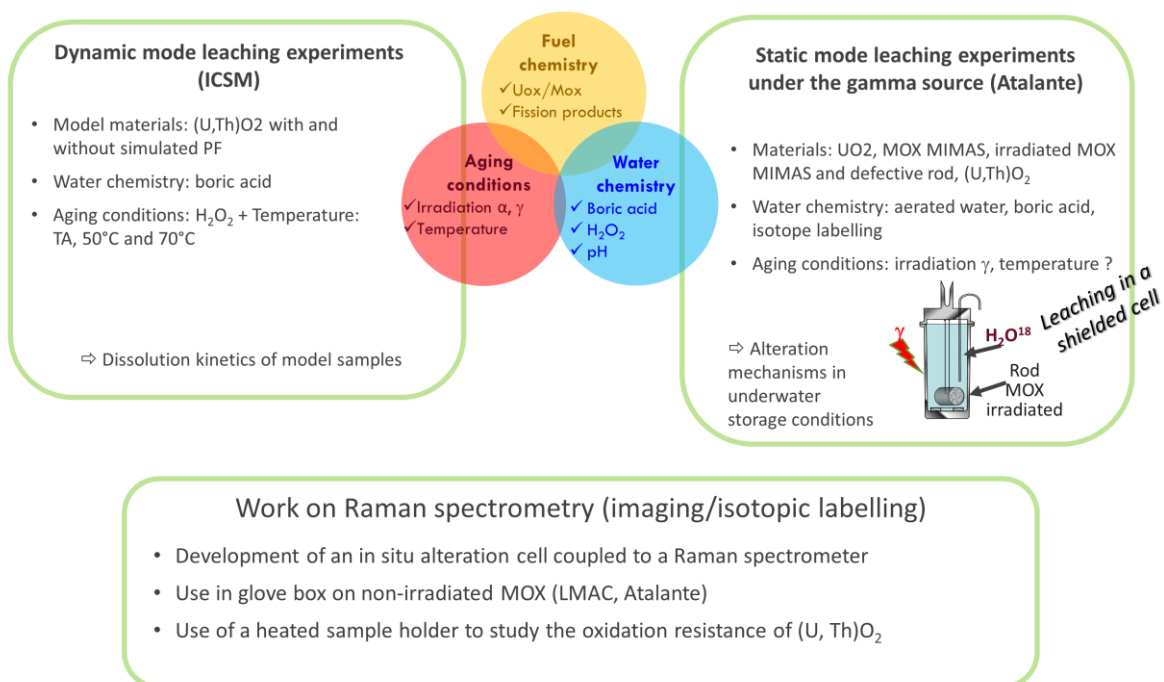 Dynamic mode leaching experiments
(ICSM)
• Model materials: (U,Th)O2 with and
without simulated PF
• Water chemistry: boric acid
• Aging conditions: H₂O₂ + Temperature:
TA, 50°C and 70°C
⇨ Dissolution kinetics of model samples
Fuel
chemistry
✓Uox/Mox
✓Fission products
Aging
conditions
✓Irradiation α, γ
✓Temperature
Water
chemistry
✓ Boric acid
✓ H₂O₂
✓ pH
Static mode leaching experiments
under the gamma source (Atalante)
• Materials: UO2, MOX MIMAS, irradiated MOX
MIMAS and defective rod, (U,Th)O₂
• Water chemistry: aerated water, boric acid,
isotope labelling
• Aging conditions: irradiation γ, temperature ?
⇨ Alteration
mechanisms in
underwater
storage conditions
γ
H₂O¹⁸
Leaching in a
shielded cell
Rod
MOX
irradiated
Work on Raman spectrometry (imaging/isotopic labelling)
• Development of an in situ alteration cell coupled to a Raman spectrometer
• Use in glove box on non-irradiated MOX (LMAC, Atalante)
• Use of a heated sample holder to study the oxidation resistance of (U, Th)O₂